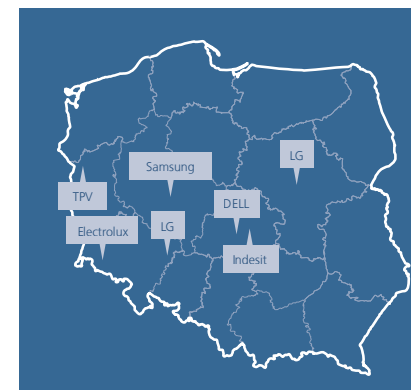 LG
Samsung
TPV
DELL
LG
Electrolux
Indesit